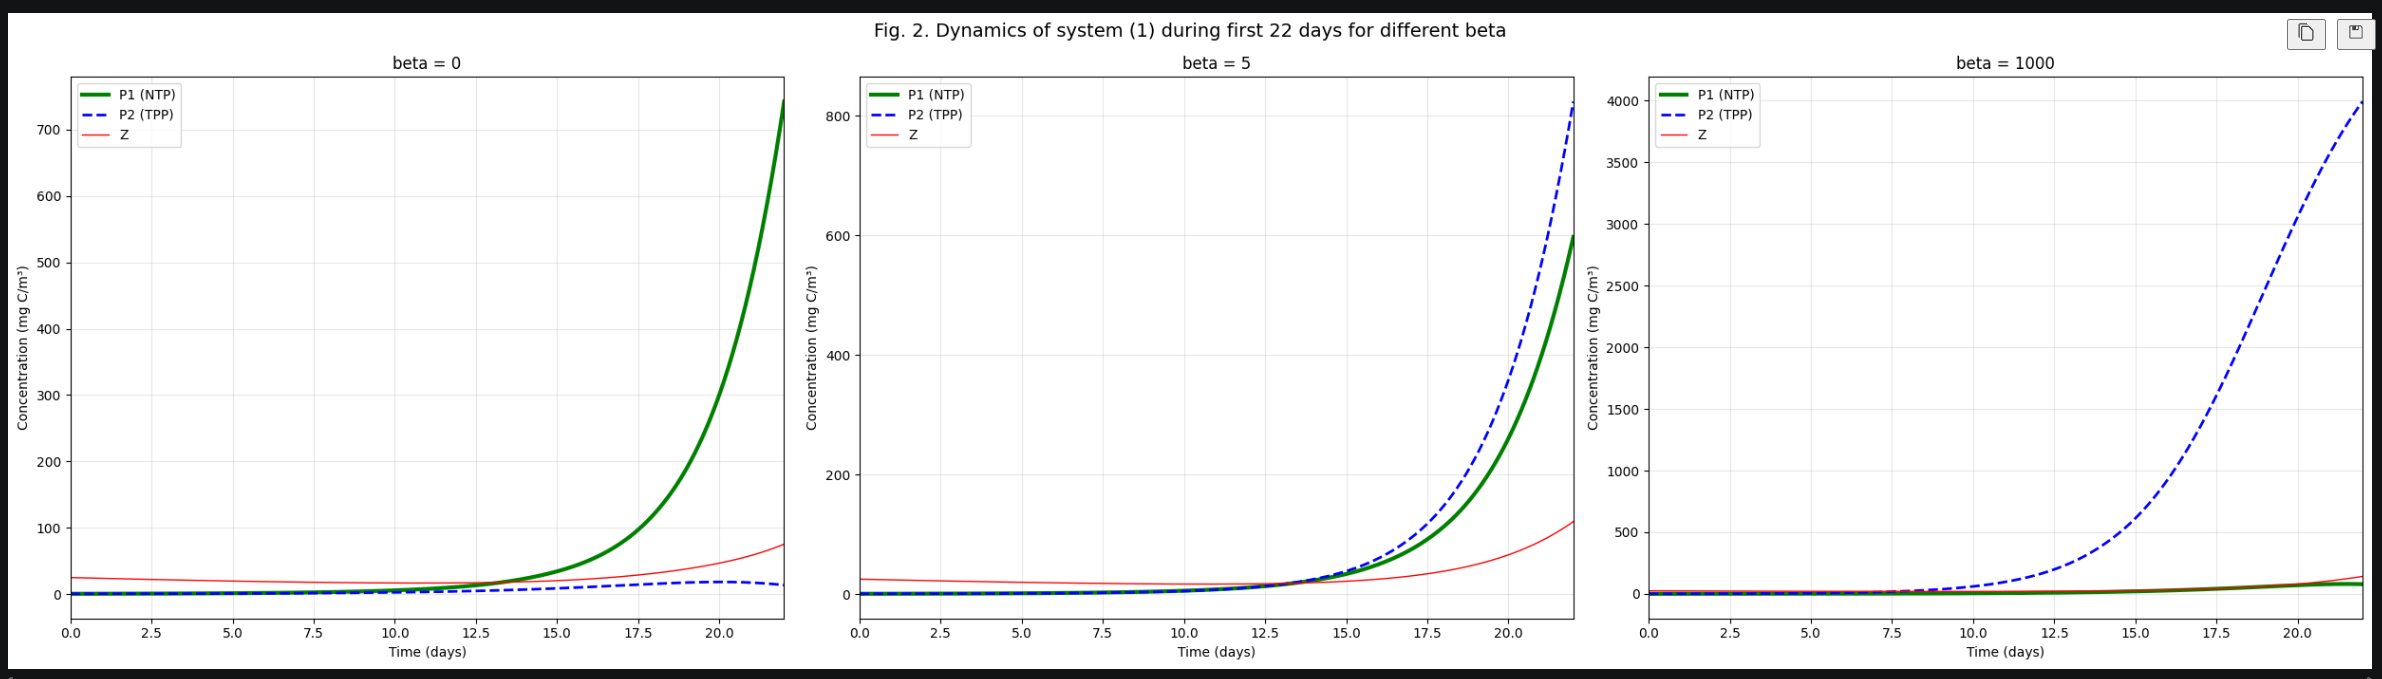 Fig. 2. Dynamics of system (1) during first 22 days for different beta
beta = 0
P1 (NTP)
P2 (TPP)
Z
700
600
500
400
300
200
100
0
Concentration (mg C/m³)
0.0 2.5 5.0 7.5 10.0 12.5 15.0 17.5 20.0
Time (days)
beta = 5
P1 (NTP)
P2 (TPP)
Z
800
600
400
200
0
Concentration (mg C/m³)
0.0 2.5 5.0 7.5 10.0 12.5 15.0 17.5 20.0
Time (days)
beta = 1000
P1 (NTP)
P2 (TPP)
Z
4000
3500
3000
2500
2000
1500
1000
500
0
Concentration (mg C/m³)
0.0 2.5 5.0 7.5 10.0 12.5 15.0 17.5 20.0
Time (days)